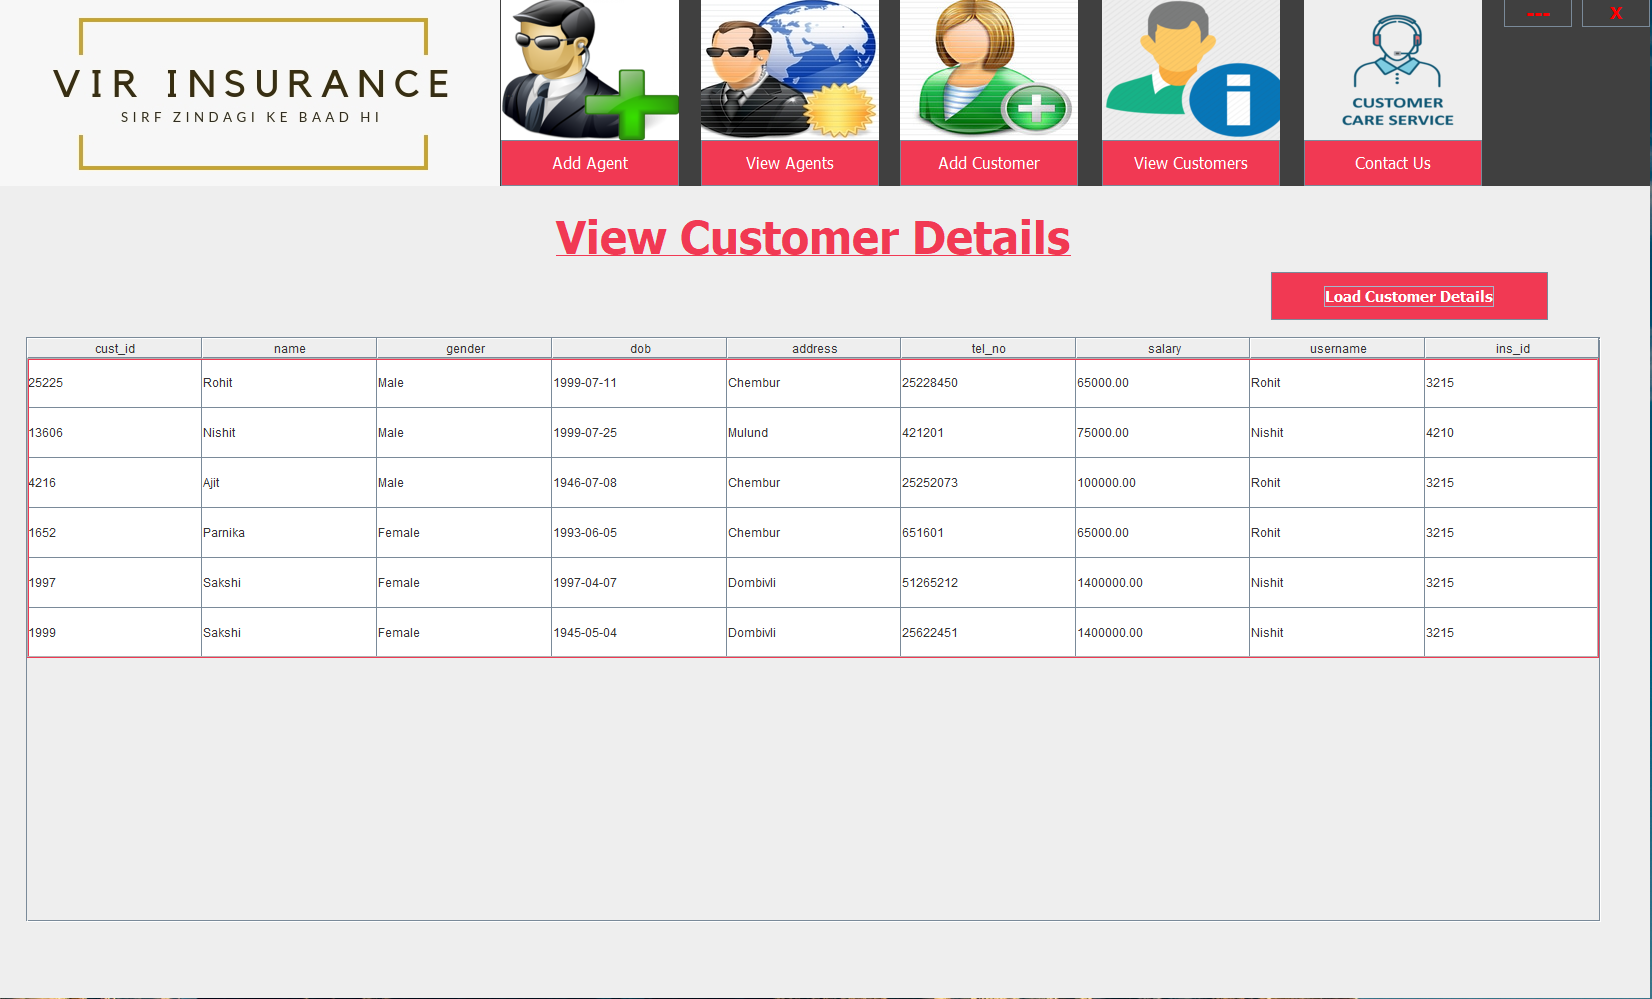 VIR INSURANCE
SIRF ZINDAGI KE BAAD HI
CUSTOMER
CARE SERVICE
--- X
Add Agent View Agents Add Customer View Customers Contact Us
View Customer Details
Load Customer Details
cust_id name gender dob address tel_no salary username ins_id
25225 Rohit Male 1999-07-11 Chembur 25228450 65000.00 Rohit 3215
13606 Nishit Male 1999-07-25 Mulund 421201 75000.00 Nishit 4210
4216 Ajit Male 1946-07-08 Chembur 25252073 100000.00 Rohit 3215
1652 Parnika Female 1993-06-05 Chembur 651601 65000.00 Rohit 3215
1997 Sakshi Female 1997-04-07 Dombivli 51265212 1400000.00 Nishit 3215
1999 Sakshi Female 1945-05-04 Dombivli 25622451 1400000.00 Nishit 3215